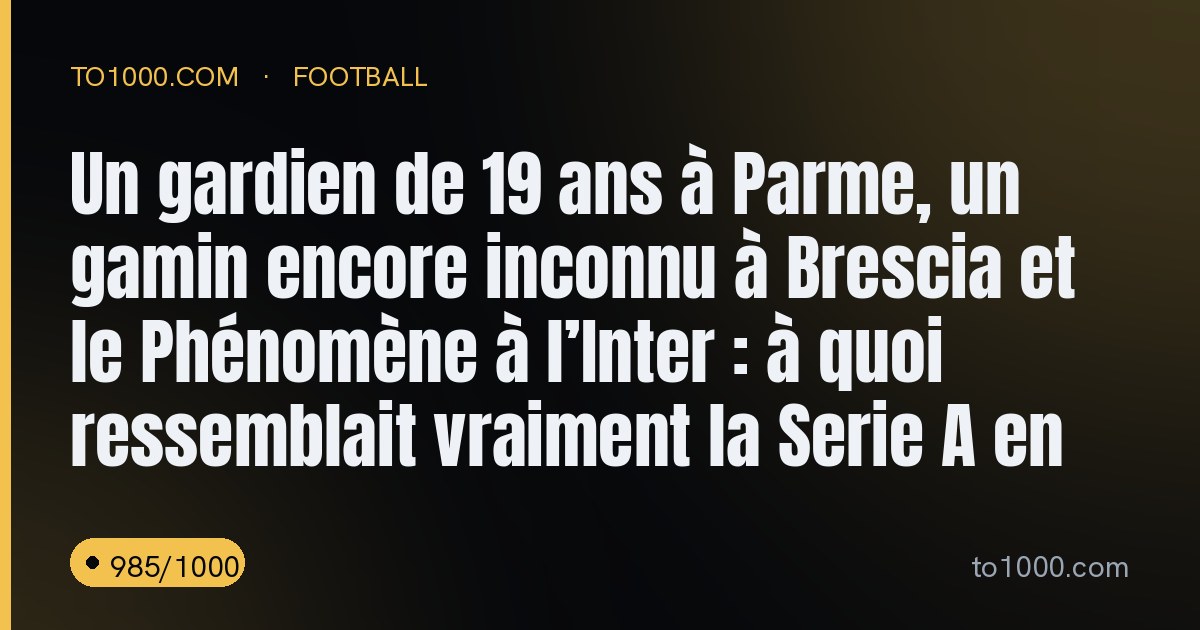 TO1000.COM · FOOTBALL
Un gardien de 19 ans à Parme, un
gamin encore inconnu à Brescia et
le Phénomène à l’Inter : à quoi
ressemblait vraiment la Serie A en
985/1000
to1000.com